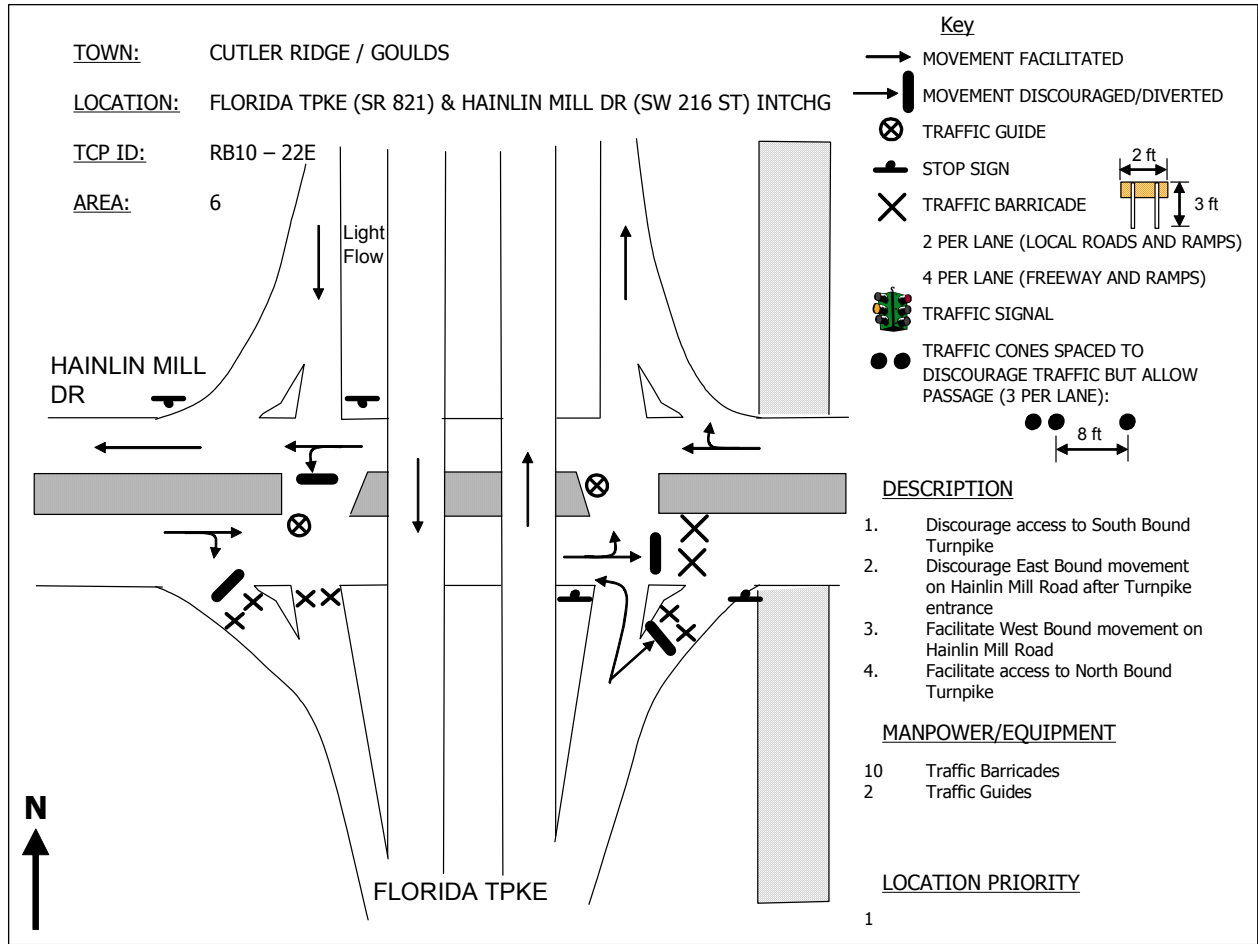 TOWN: CUTLER RIDGE / GOULDS
LOCATION: FLORIDA TPKE (SR 821) & HAINLIN MILL DR (SW 216 ST) INTCHG
TCP ID: RB10 – 22E
AREA: 6
Light
Flow
HAINLIN MILL
DR
FLORIDA TPKE
N
Key
MOVEMENT FACILITATED
MOVEMENT DISCOURAGED/DIVERTED
TRAFFIC GUIDE
STOP SIGN
TRAFFIC BARRICADE
2 ft
3 ft
2 PER LANE (LOCAL ROADS AND RAMPS)
4 PER LANE (FREEWAY AND RAMPS)
TRAFFIC SIGNAL
TRAFFIC CONES SPACED TO
DISCOURAGE TRAFFIC BUT ALLOW
PASSAGE (3 PER LANE):
8 ft
DESCRIPTION
1. Discourage access to South Bound
Turnpike
2. Discourage East Bound movement
on Hainlin Mill Road after Turnpike
entrance
3. Facilitate West Bound movement on
Hainlin Mill Road
4. Facilitate access to North Bound
Turnpike
MANPOWER/EQUIPMENT
10 Traffic Barricades
2 Traffic Guides
LOCATION PRIORITY
1